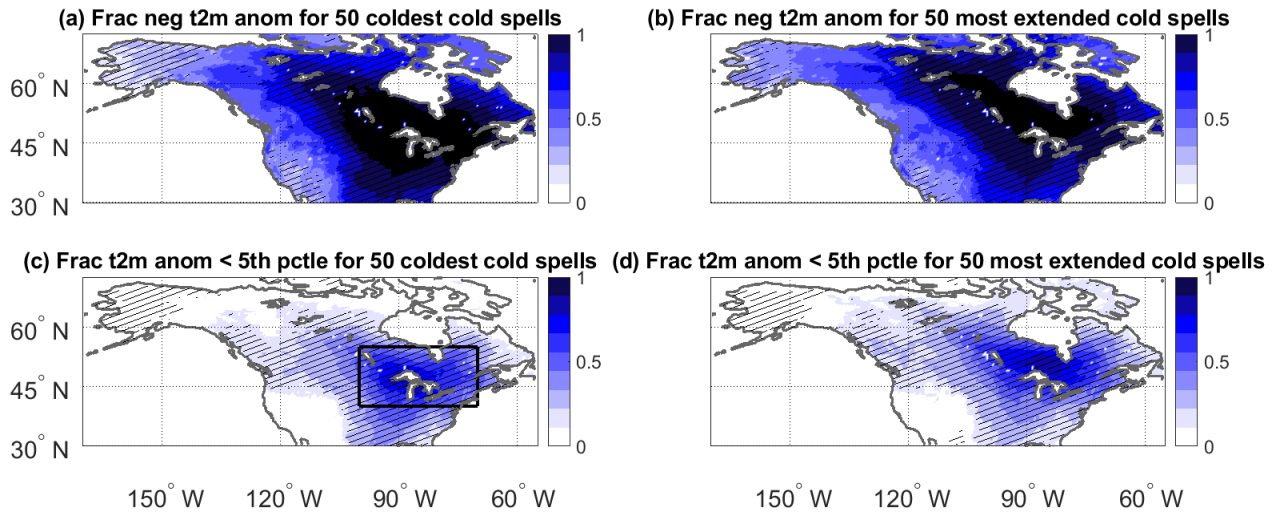 (a) Frac neg t2m anom for 50 coldest cold spells
(b) Frac neg t2m anom for 50 most extended cold spells
1
0.5
0
60° N
45° N
30° N
1
0.5
0
(c) Frac t2m anom < 5th pctle for 50 coldest cold spells
(d) Frac t2m anom < 5th pctle for 50 most extended cold spells
1
0.5
0
60° N
45° N
30° N
1
0.5
0
150° W
120° W
90° W
60° W
150° W
120° W
90° W
60° W